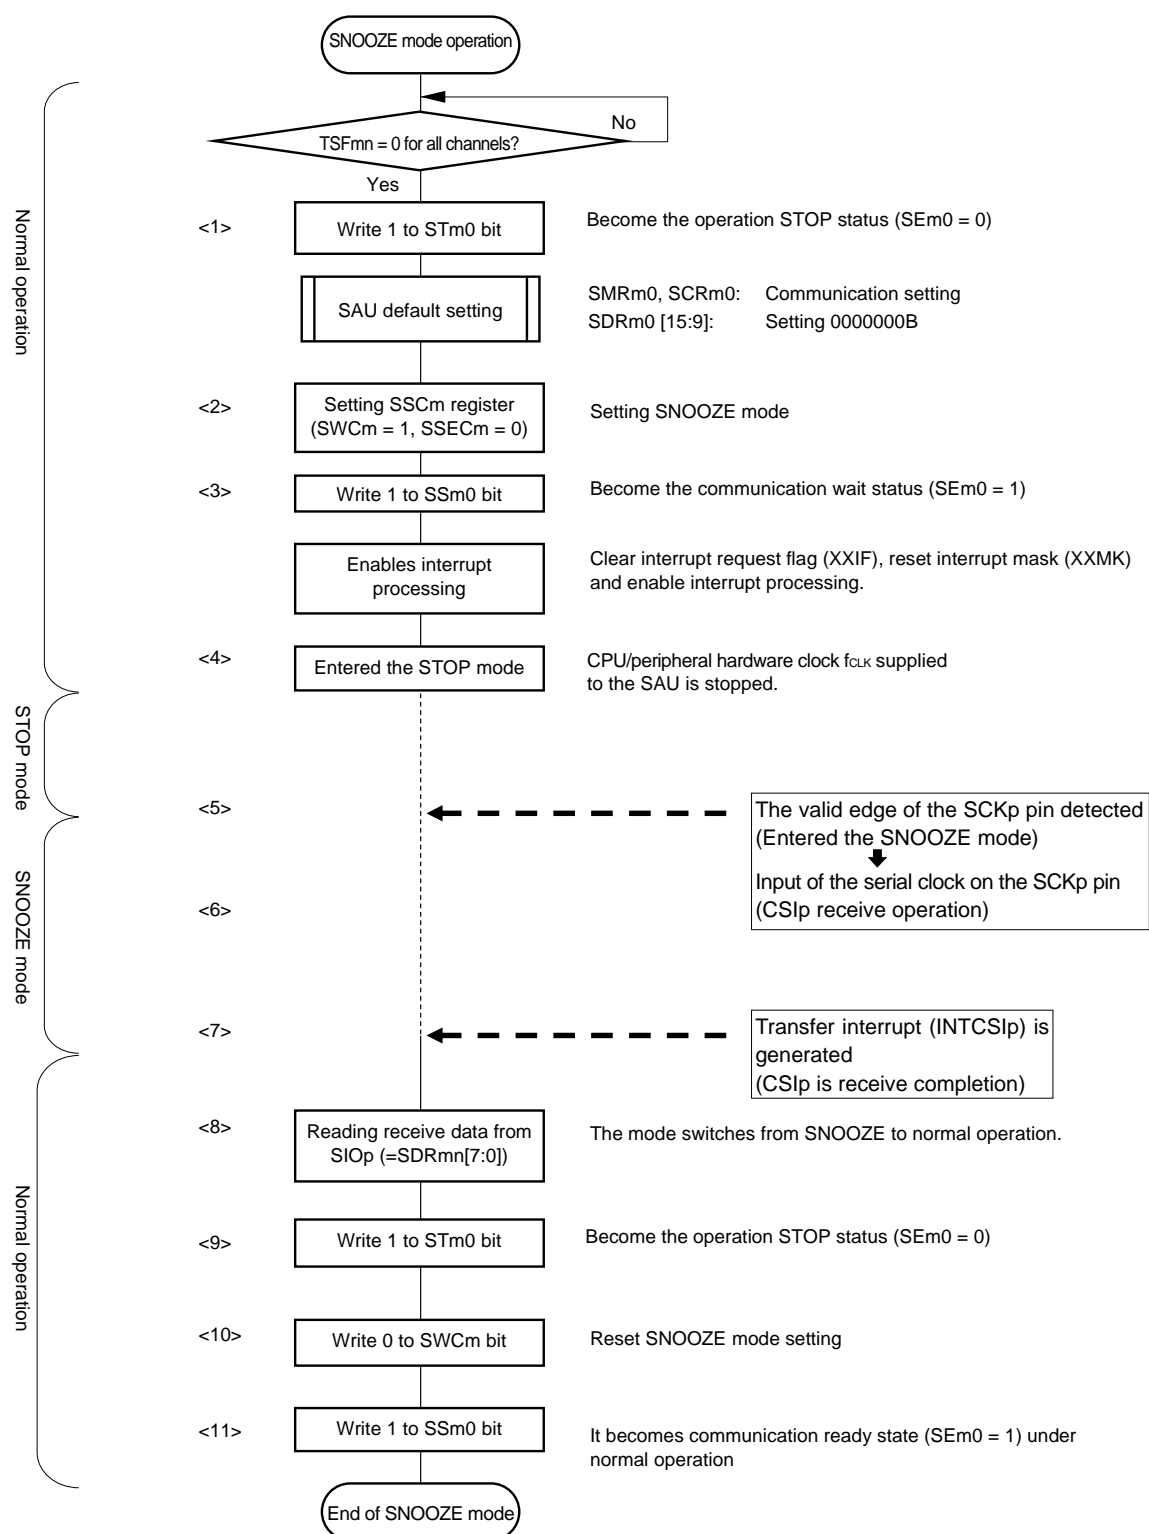 SNOOZE mode operation
No
TSFmn = 0 for all channels?
Yes
Normal operation
<1>
Write 1 to STm0 bit
Become the operation STOP status (SEm0 = 0)
SAU default setting
SMRm0, SCRm0: Communication setting
SDRm0 [15:9]: Setting 0000000B
<2>
Setting SSCm register
(SWCm = 1, SSECm = 0)
Setting SNOOZE mode
<3>
Write 1 to SSm0 bit
Become the communication wait status (SEm0 = 1)
Enables interrupt
processing
Clear interrupt request flag (XXIF), reset interrupt mask (XXMK)
and enable interrupt processing.
<4>
Entered the STOP mode
CPU/peripheral hardware clock fCLK supplied
to the SAU is stopped.
STOP mode
<5>
The valid edge of the SCKp pin detected
(Entered the SNOOZE mode)
Input of the serial clock on the SCKp pin
(CSIp receive operation)
SNOOZE mode
<6>
<7>
Transfer interrupt (INTCSIp) is
generated
(CSIp is receive completion)
Normal operation
<8>
Reading receive data from
SIOp (=SDRmn[7:0])
The mode switches from SNOOZE to normal operation.
<9>
Write 1 to STm0 bit
Become the operation STOP status (SEm0 = 0)
<10>
Write 0 to SWCm bit
Reset SNOOZE mode setting
<11>
Write 1 to SSm0 bit
It becomes communication ready state (SEm0 = 1) under
normal operation
End of SNOOZE mode